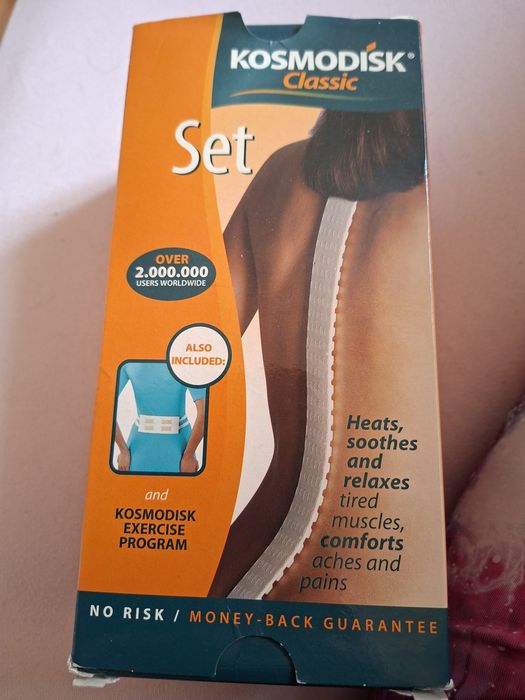 KOSMODÍSK®
Classic
Set
OVER
2.000.000
USERS WORLDWIDE
ALSO
INCLUDED:
and
KOSMODISK
EXERCISE
PROGRAM
Heats,
soothes
and
relaxes
tired
muscles,
comforts
aches and
pains
NO RISK / MONEY-BACK GUARANTEE